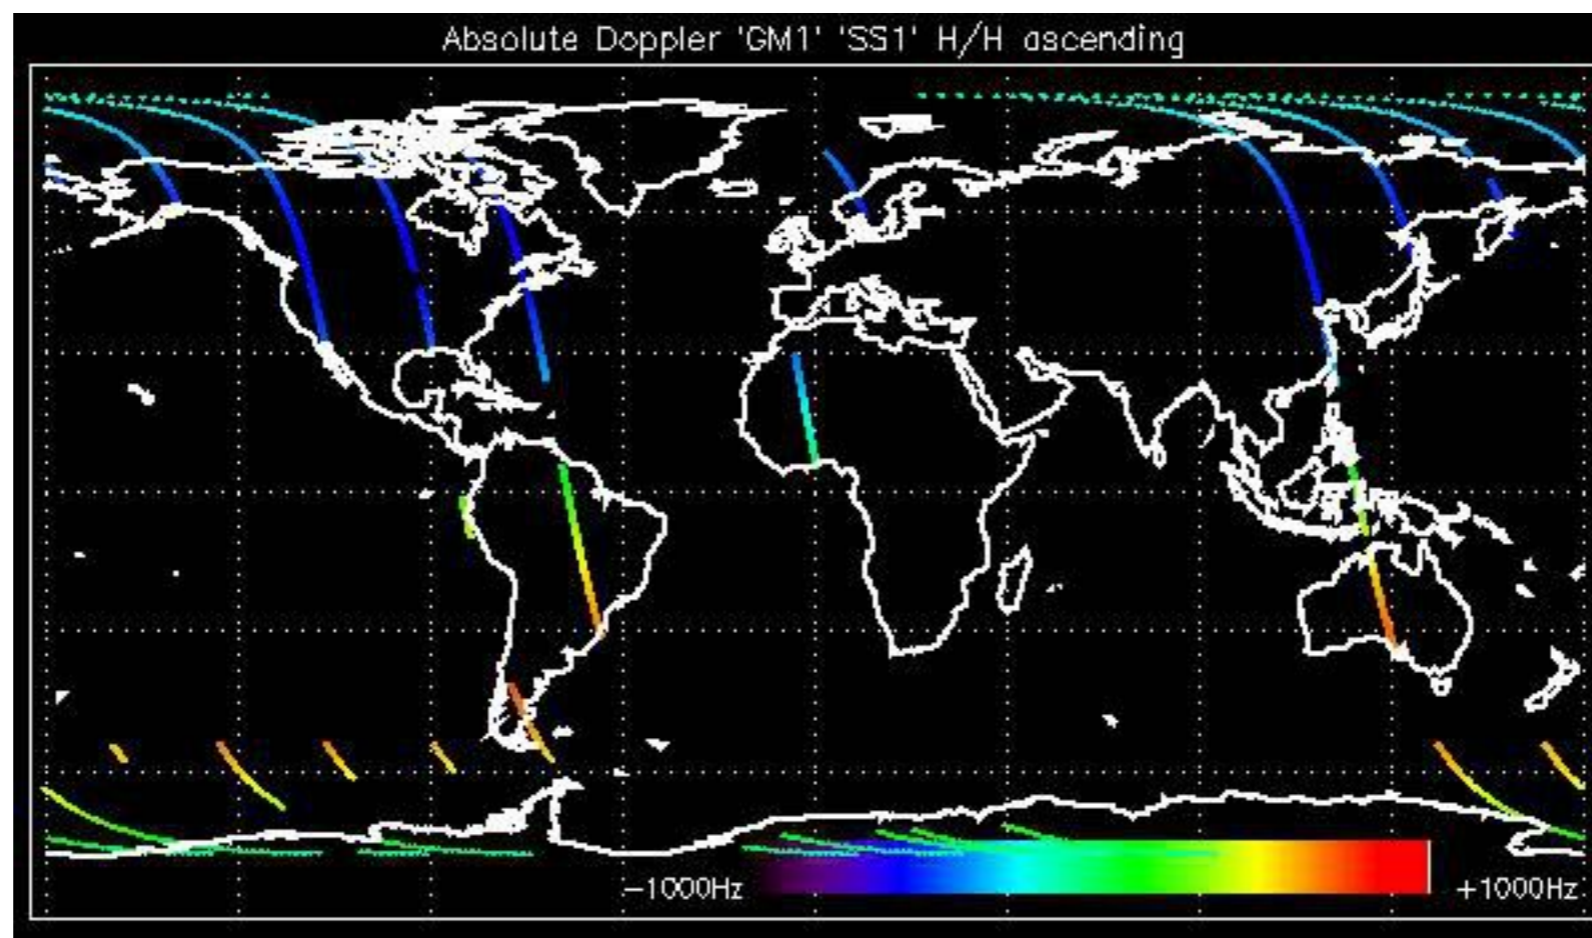 Absolute Doppler 'GM1' 'SS1' H/H ascending
−1000Hz +1000Hz